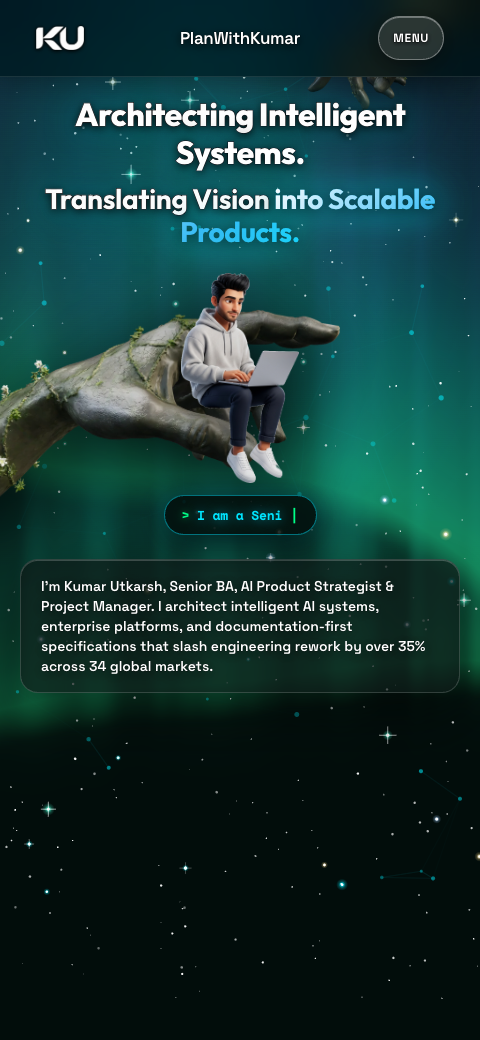 KU
PlanWithKumar
MENU
Architecting Intelligent
Systems.
Translating Vision into Scalable
Products.
> I am a Seni
I'm Kumar Utkarsh, Senior BA, AI Product Strategist &
Project Manager. I architect intelligent AI systems,
enterprise platforms, and documentation-first
specifications that slash engineering rework by over 35%
across 34 global markets.